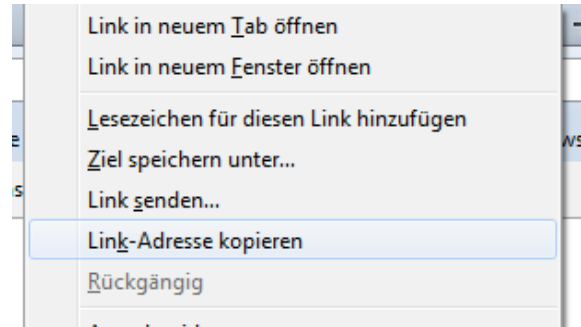 Link in neuem Tab öffnen
Link in neuem Fenster öffnen
Lesezeichen für diesen Link hinzufügen
Ziel speichern unter...
Link senden...
Link-Adresse kopieren
Rückgängig